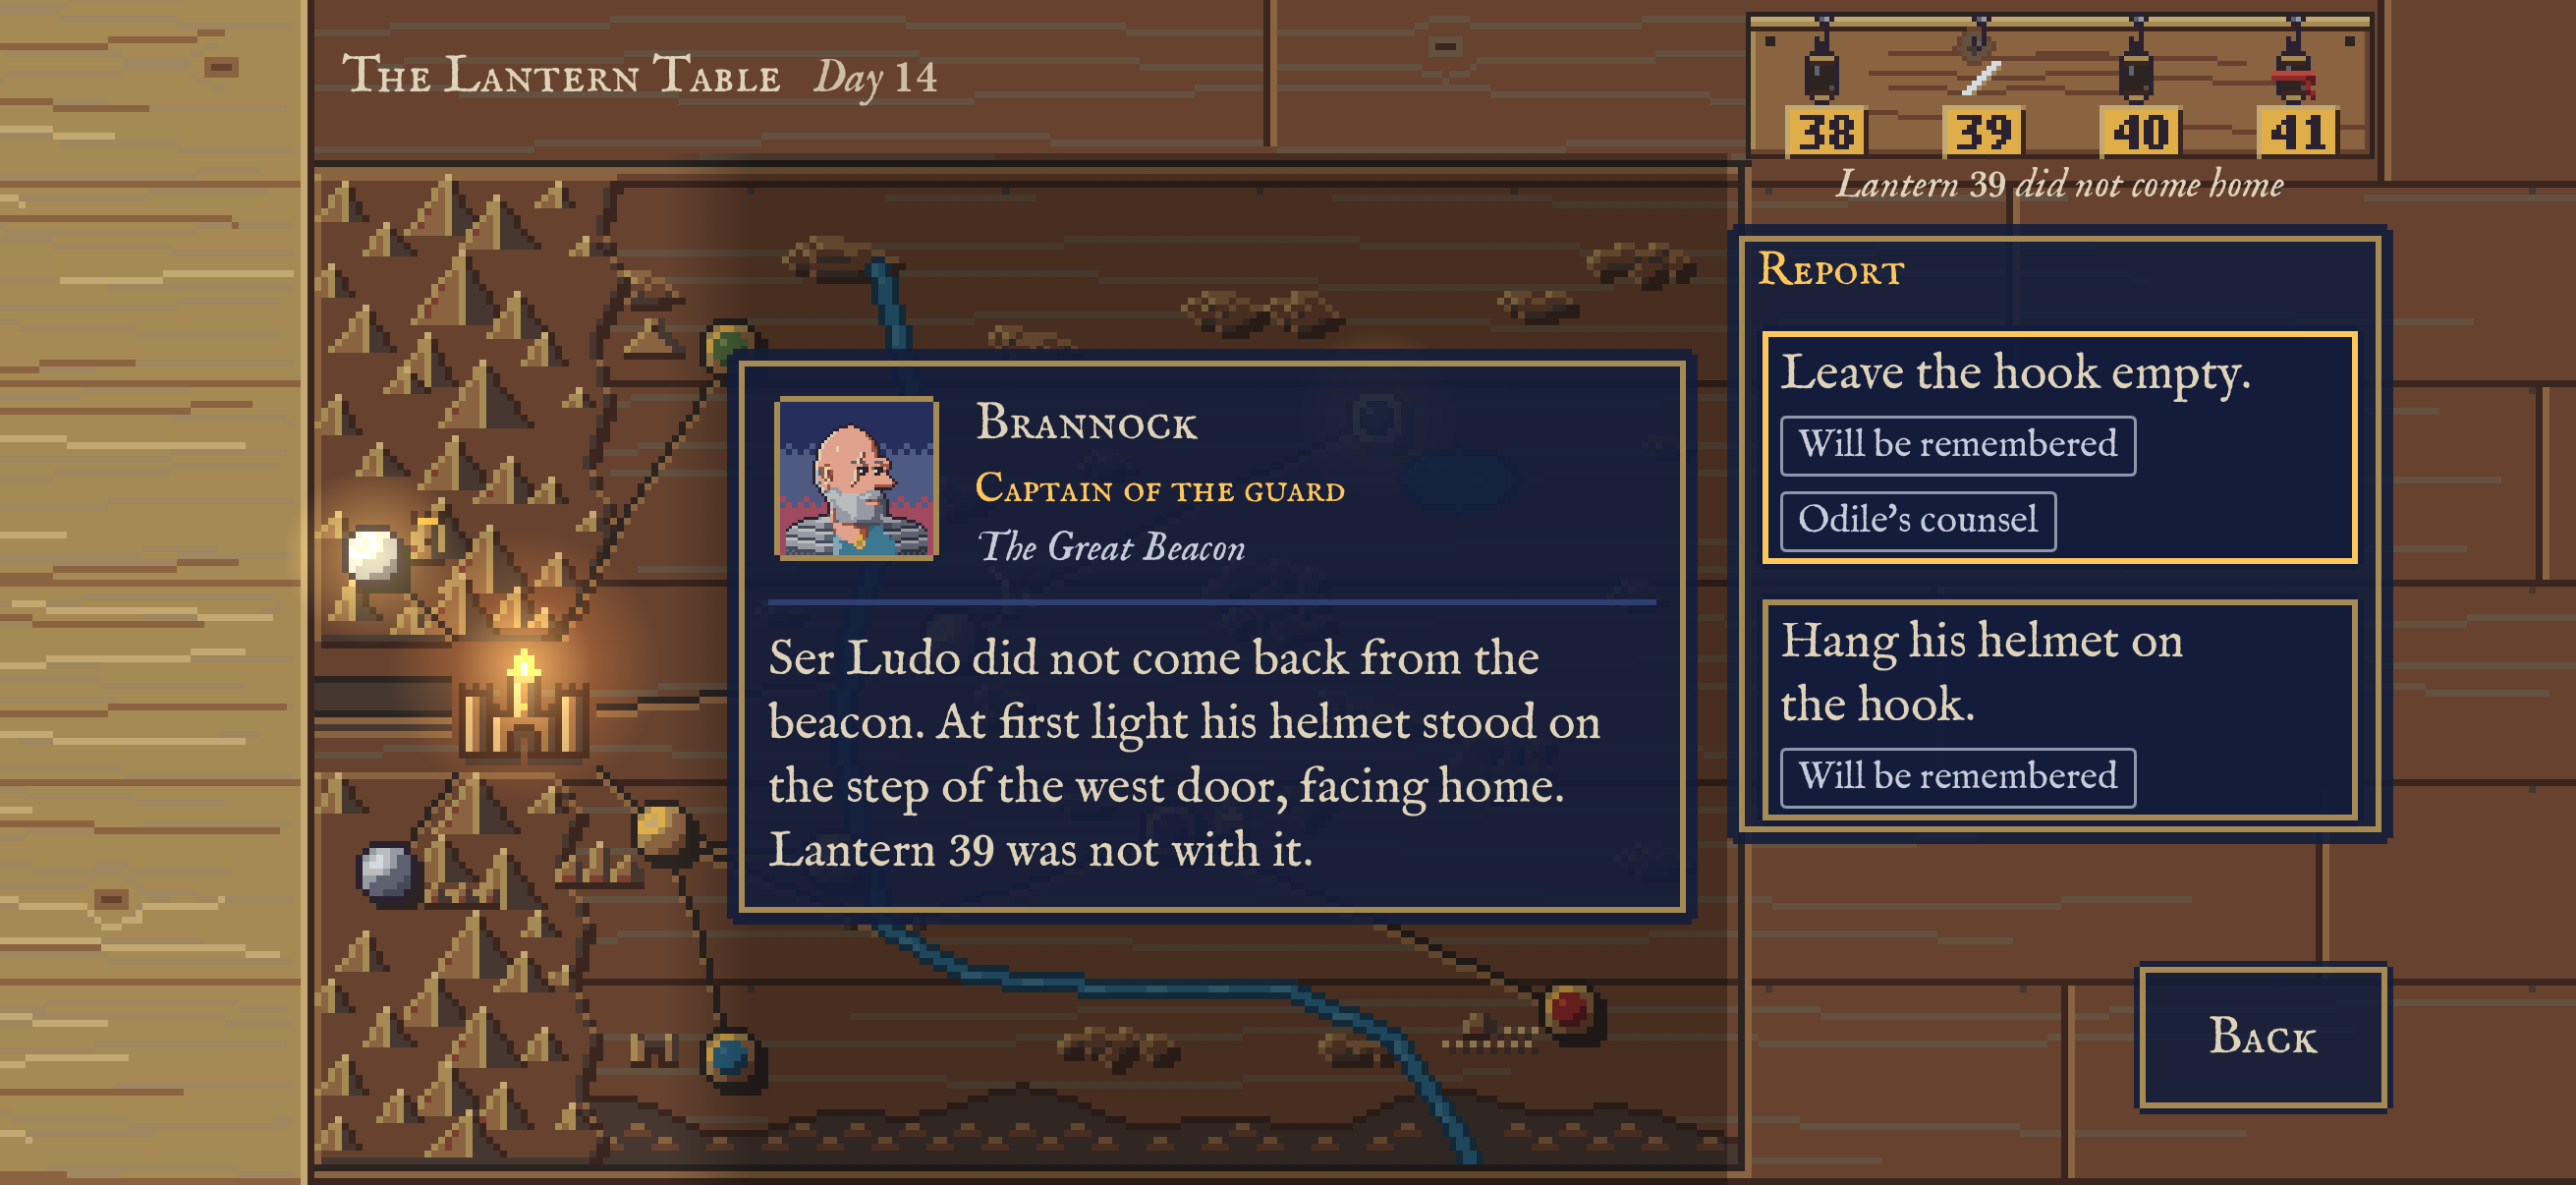 The Lantern Table Day 14
38 39 40 41
Lantern 39 did not come home
Report
Leave the hook empty.
Will be remembered
Odile's counsel
Hang his helmet on
the hook.
Will be remembered
Brannock
Captain of the guard
The Great Beacon
Ser Ludo did not come back from the
beacon. At first light his helmet stood on
the step of the west door, facing home.
Lantern 39 was not with it.
Back